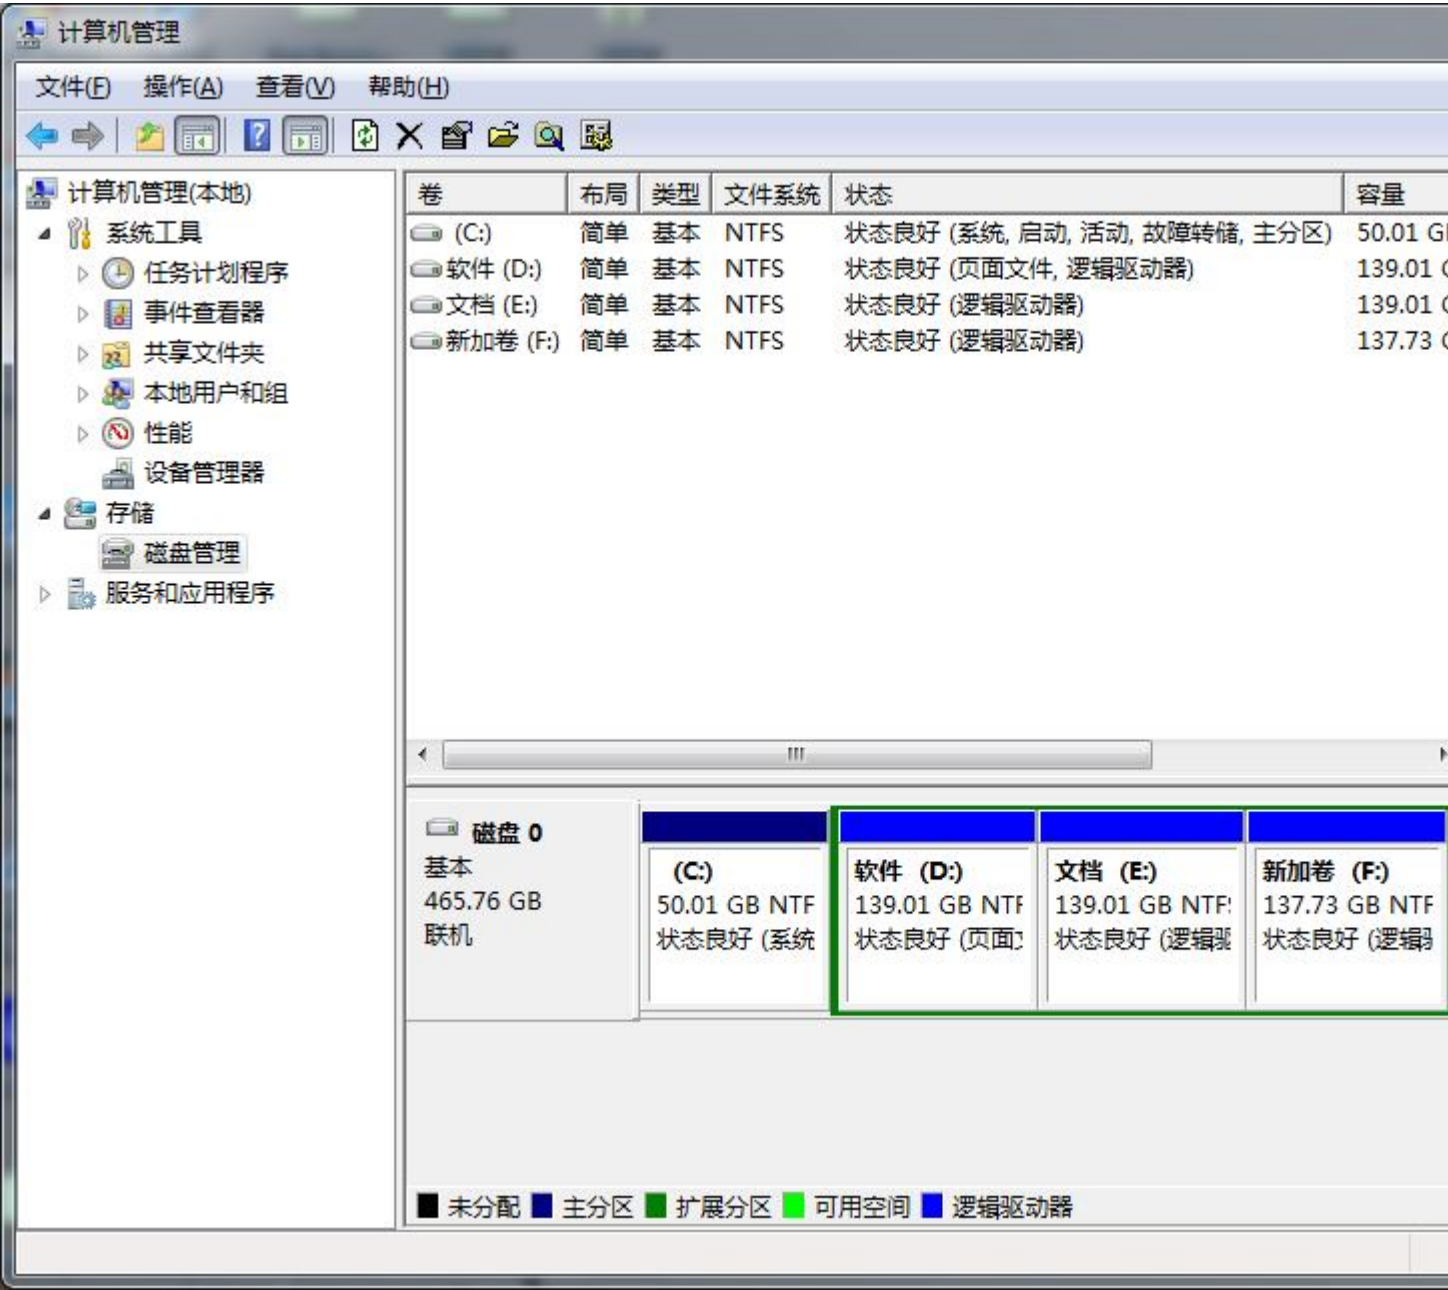 计算机管理
文件(F) 操作(A) 查看(V) 帮助(H)
计算机管理(本地)
系统工具
任务计划程序
事件查看器
共享文件夹
本地用户和组
性能
设备管理器
存储
磁盘管理
服务和应用程序
卷 布局 类型 文件系统 状态 容量
(C:) 简单 基本 NTFS 状态良好 (系统, 启动, 活动, 故障转储, 主分区) 50.01 G
软件 (D:) 简单 基本 NTFS 状态良好 (页面文件, 逻辑驱动器) 139.01
文档 (E:) 简单 基本 NTFS 状态良好 (逻辑驱动器) 139.01
新加卷 (F:) 简单 基本 NTFS 状态良好 (逻辑驱动器) 137.73
磁盘 0
基本
465.76 GB
联机
(C:)
50.01 GB NTF
状态良好 (系统
软件 (D:)
139.01 GB NTF
状态良好 (页面
文档 (E:)
139.01 GB NTF
状态良好 (逻辑驱
新加卷 (F:)
137.73 GB NTF
状态良好 (逻辑
未分配 主分区 扩展分区 可用空间 逻辑驱动器